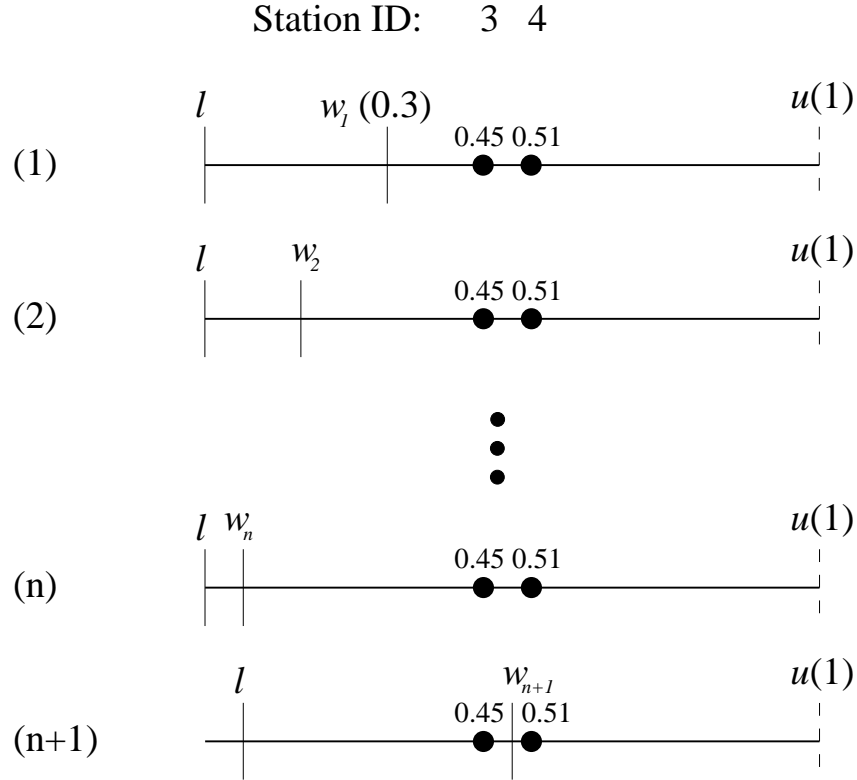 Station ID: 3 4
l w1 (0.3) u(1)
0.45 0.51
(1)
l w2 u(1)
0.45 0.51
(2)
l wn u(1)
0.45 0.51
(n)
l wn+1 u(1)
0.45 0.51
(n+1)